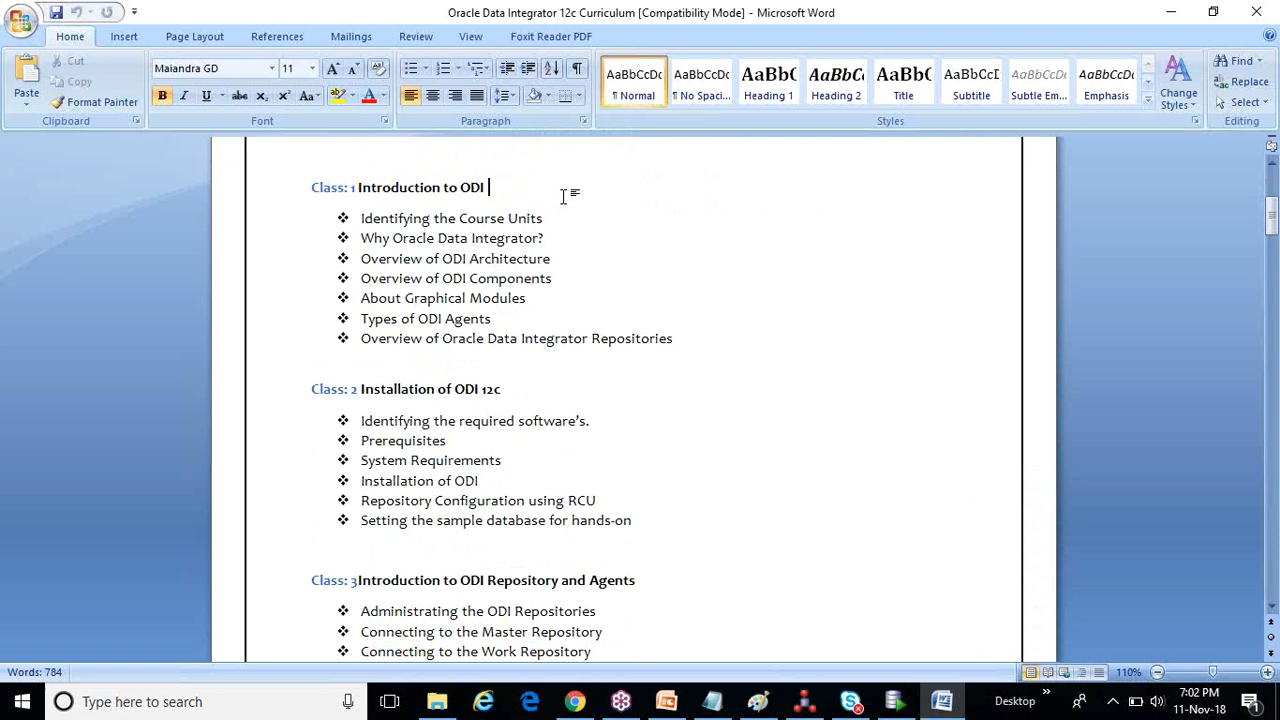 Oracle Data Integrator 12c Curriculum [Compatibility Mode] - Microsoft Word
Home Insert Page Layout References Mailings Review View Foxit Reader PDF
Paste
Cut
Copy
Format Painter
Clipboard
Maiandra GD 11
Font
Paragraph
AaBbCcDc AaBbCcDc AaBbC AaBbCc AaBbC AaBbCcI AaBbCcDc AaBbCcDc
¶ Normal ¶ No Spaci... Heading 1 Heading 2 Title Subtitle Subtle Em... Emphasis
Change Styles
Styles
Find
Replace
Select
Editing
Class: 1 Introduction to ODI
Identifying the Course Units
Why Oracle Data Integrator?
Overview of ODI Architecture
Overview of ODI Components
About Graphical Modules
Types of ODI Agents
Overview of Oracle Data Integrator Repositories
Class: 2 Installation of ODI 12c
Identifying the required software's.
Prerequisites
System Requirements
Installation of ODI
Repository Configuration using RCU
Setting the sample database for hands-on
Class: 3Introduction to ODI Repository and Agents
Administrating the ODI Repositories
Connecting to the Master Repository
Connecting to the Work Repository
Words: 784
110%
Type here to search
Desktop
7:02 PM
11-Nov-18